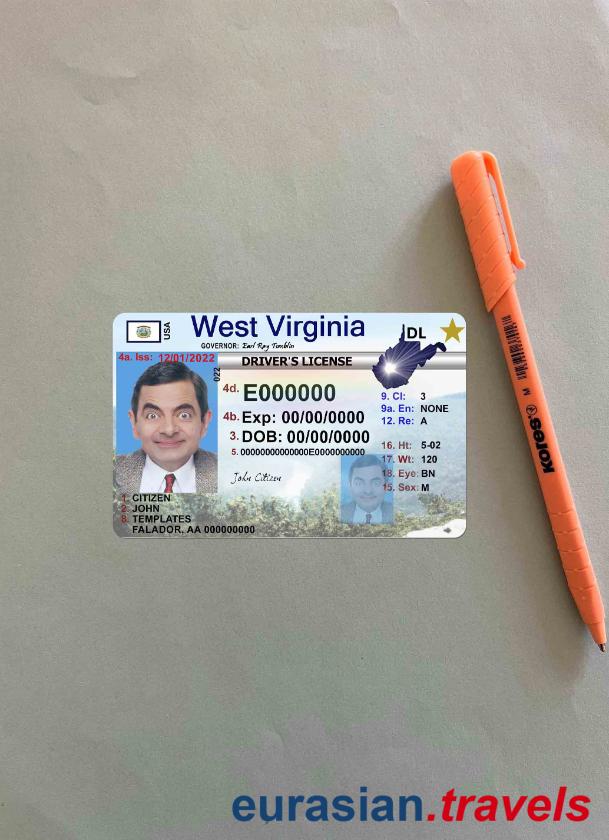 West Virginia
USA
DL
GOVERNOR: Earl Ray Tomblin
4a. Iss: 12/01/2022
DRIVER'S LICENSE
022
4d. E000000
4b. Exp: 00/00/0000
3. DOB: 00/00/0000
5. 00000000000000E0000000000
9. Cl: 3
9a. En: NONE
12. Re: A
16. Ht: 5-02
17. Wt: 120
18. Eye: BN
15. Sex: M
John Citizen
1. CITIZEN
2. JOHN
8. TEMPLATES
FALADOR, AA 000000000
kores
M
eurasian.travels